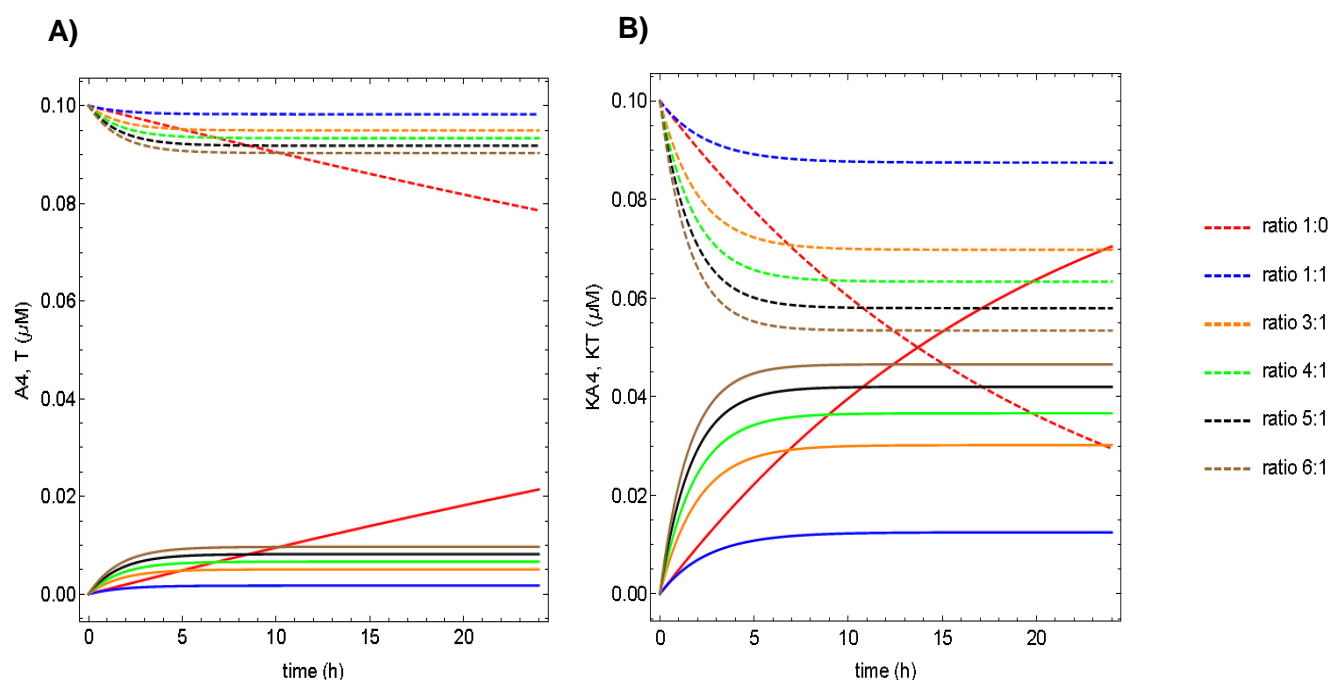 A)
B)
A4, T (μM)
0.10
0.08
0.06
0.04
0.02
0.00
0
5
10
15
20
time (h)
KA4, KT (μM)
0.10
0.08
0.06
0.04
0.02
0.00
0
5
10
15
20
time (h)
ratio 1:0
ratio 1:1
ratio 3:1
ratio 4:1
ratio 5:1
ratio 6:1